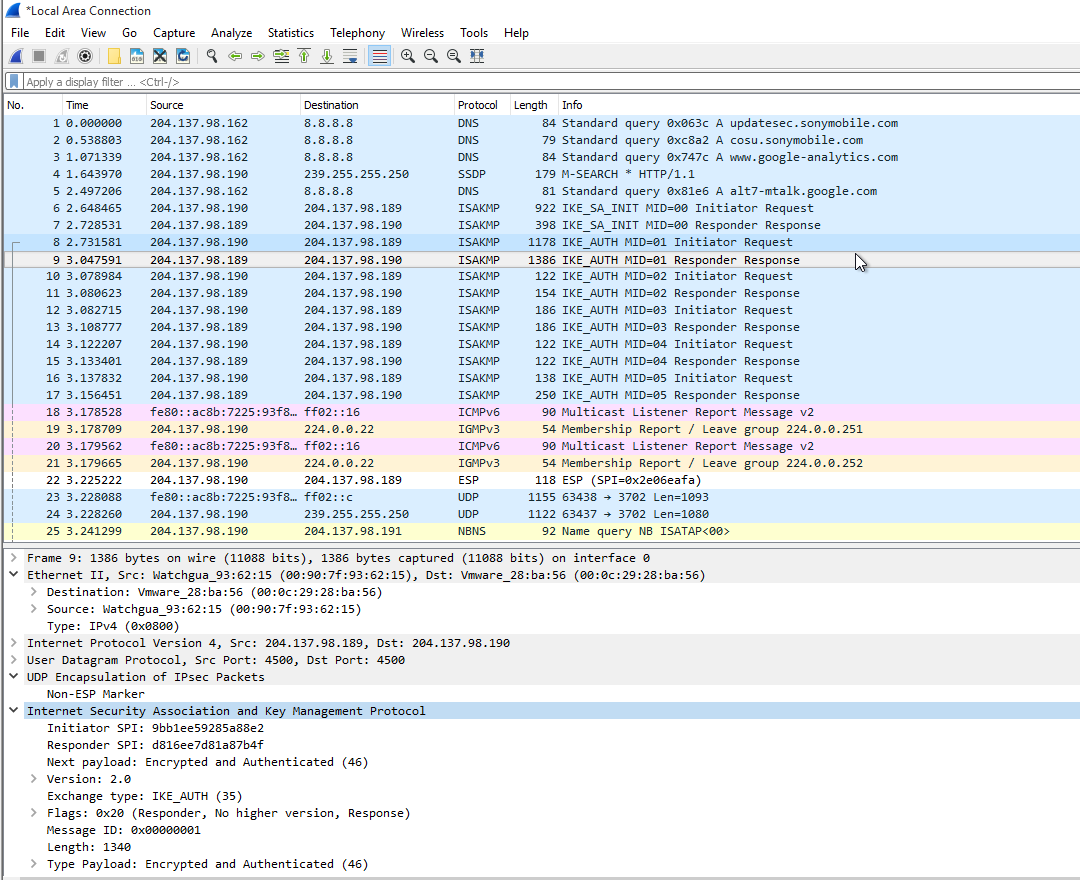 *Local Area Connection
File Edit View Go Capture Analyze Statistics Telephony Wireless Tools Help
Apply a display filter ... <Ctrl-/>
No. Time Source Destination Protocol Length Info
1 0.000000 204.137.98.162 8.8.8.8 DNS 84 Standard query 0x063c A updatesec.sonymobile.com
2 0.538803 204.137.98.162 8.8.8.8 DNS 79 Standard query 0xc8a2 A cosu.sonymobile.com
3 1.071339 204.137.98.162 8.8.8.8 DNS 84 Standard query 0x747c A www.google-analytics.com
4 1.643970 204.137.98.190 239.255.255.250 SSDP 179 M-SEARCH * HTTP/1.1
5 2.497206 204.137.98.162 8.8.8.8 DNS 81 Standard query 0x81e6 A alt7-mtalk.google.com
6 2.648465 204.137.98.190 204.137.98.189 ISAKMP 922 IKE_SA_INIT MID=00 Initiator Request
7 2.728531 204.137.98.189 204.137.98.190 ISAKMP 398 IKE_SA_INIT MID=00 Responder Response
8 2.731581 204.137.98.190 204.137.98.189 ISAKMP 1178 IKE_AUTH MID=01 Initiator Request
9 3.047591 204.137.98.189 204.137.98.190 ISAKMP 1386 IKE_AUTH MID=01 Responder Response
10 3.078984 204.137.98.190 204.137.98.189 ISAKMP 122 IKE_AUTH MID=02 Initiator Request
11 3.080623 204.137.98.189 204.137.98.190 ISAKMP 154 IKE_AUTH MID=02 Responder Response
12 3.082715 204.137.98.190 204.137.98.189 ISAKMP 186 IKE_AUTH MID=03 Initiator Request
13 3.108777 204.137.98.189 204.137.98.190 ISAKMP 186 IKE_AUTH MID=03 Responder Response
14 3.122207 204.137.98.190 204.137.98.189 ISAKMP 122 IKE_AUTH MID=04 Initiator Request
15 3.133401 204.137.98.189 204.137.98.190 ISAKMP 122 IKE_AUTH MID=04 Responder Response
16 3.137832 204.137.98.190 204.137.98.189 ISAKMP 138 IKE_AUTH MID=05 Initiator Request
17 3.156451 204.137.98.189 204.137.98.190 ISAKMP 250 IKE_AUTH MID=05 Responder Response
18 3.178528 fe80::ac8b:7225:93f8… ff02::16 ICMPv6 90 Multicast Listener Report Message v2
19 3.178709 204.137.98.190 224.0.0.22 IGMPv3 54 Membership Report / Leave group 224.0.0.251
20 3.179562 fe80::ac8b:7225:93f8… ff02::16 ICMPv6 90 Multicast Listener Report Message v2
21 3.179665 204.137.98.190 224.0.0.22 IGMPv3 54 Membership Report / Leave group 224.0.0.252
22 3.225222 204.137.98.190 204.137.98.189 ESP 118 ESP (SPI=0x2e06eafa)
23 3.228088 fe80::ac8b:7225:93f8… ff02::c UDP 1155 63438 → 3702 Len=1093
24 3.228260 204.137.98.190 239.255.255.250 UDP 1122 63437 → 3702 Len=1080
25 3.241299 204.137.98.190 204.137.98.191 NBNS 92 Name query NB ISATAP<00>
Frame 9: 1386 bytes on wire (11088 bits), 1386 bytes captured (11088 bits) on interface 0
Ethernet II, Src: Watchgua_93:62:15 (00:90:7f:93:62:15), Dst: Vmware_28:ba:56 (00:0c:29:28:ba:56)
Destination: Vmware_28:ba:56 (00:0c:29:28:ba:56)
Source: Watchgua_93:62:15 (00:90:7f:93:62:15)
Type: IPv4 (0x0800)
Internet Protocol Version 4, Src: 204.137.98.189, Dst: 204.137.98.190
User Datagram Protocol, Src Port: 4500, Dst Port: 4500
UDP Encapsulation of IPsec Packets
Non-ESP Marker
Internet Security Association and Key Management Protocol
Initiator SPI: 9bb1ee59285a88e2
Responder SPI: d816ee7d81a87b4f
Next payload: Encrypted and Authenticated (46)
Version: 2.0
Exchange type: IKE_AUTH (35)
Flags: 0x20 (Responder, No higher version, Response)
Message ID: 0x00000001
Length: 1340
Type Payload: Encrypted and Authenticated (46)